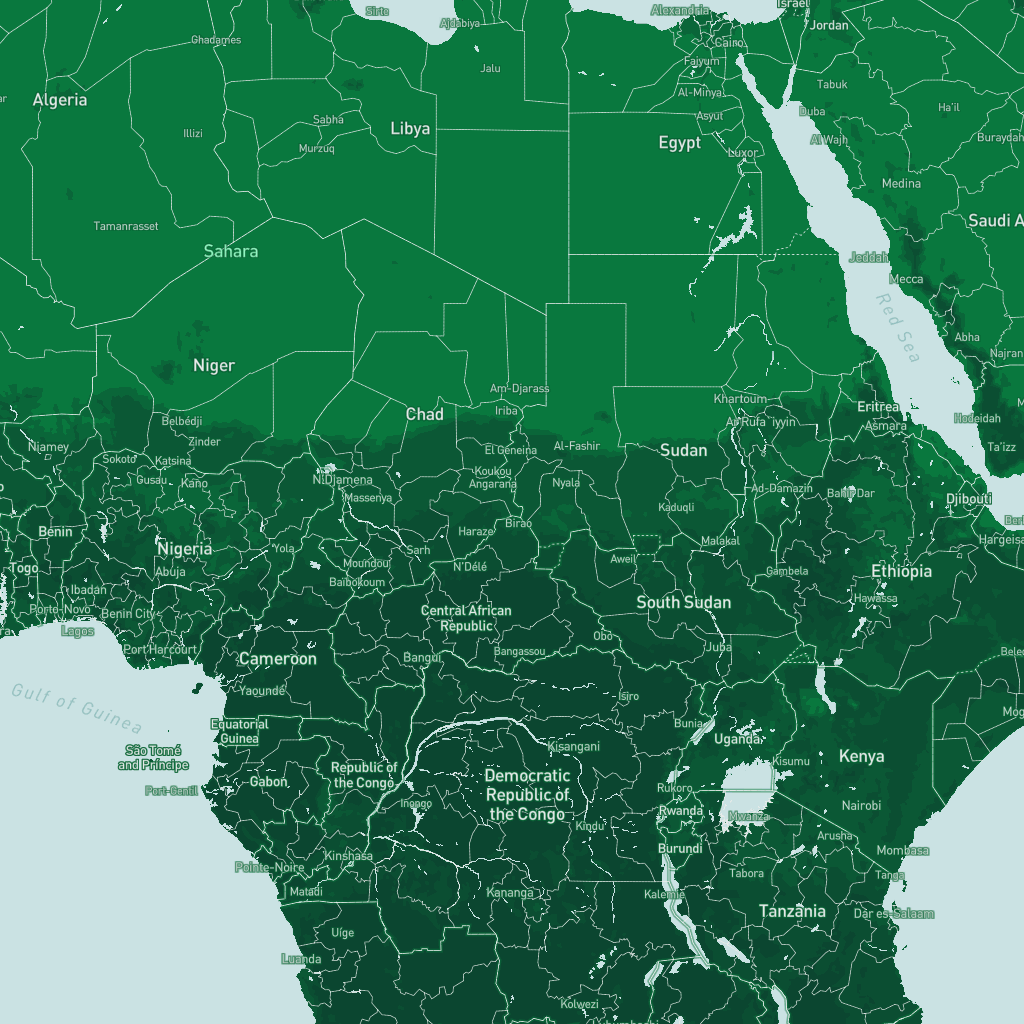 Sirte
Ajdabiya
Alexandria
Israel
Jordan
Ghadames
Cairo
Faiyum
Jalu
Tabuk
Algeria
Al-Minya
Ha'il
Duba
Asyut
Sabha
Libya
Illizi
Al Wajh
Buraydah
Egypt
Murzuq
Luxor
Medina
Tamanrasset
Saudi A
Sahara
Jeddah
Mecca
Red Sea
Abha
Najran
Niger
Am-Djarass
Khartoum
Eritrea
Iriba
Chad
Belbédji
Hodeidah
Ar Rufa 'iyyin
Asmara
Zinder
Niamey
Al-Fashir
Ta'izz
El Geneina
Sudan
Sokoto
Katsina
Koukou
Angarana
Gusau
Kano
N'Djamena
Nyala
Ad-Damazin
Bahir Dar
Massenya
Djibouti
Kaduqli
Ber
Birao
Benin
Haraze
Malakal
Hargeisa
Nigeria
Yola
Sarh
Aweil
Moundou
Togo
N'Délé
Gambela
Ethiopia
Abuja
Baïbokoum
Ibadan
Hawassa
Porto-Novo
Benin City
Central African
Republic
South Sudan
Lagos
Obo
Port Harcourt
Juba
Cameroon
Bangui
Bangassou
Bele
Yaoundé
Isiro
Gulf of Guinea
Mog
Equatorial
Guinea
Bunia
Uganda
São Tomé
and Príncipe
Kisangani
Kenya
Kisumu
Republic of
the Congo
Gabon
Democratic
Republic of
the Congo
Port-Gentil
Rukoro
Inongo
Nairobi
Rwanda
Mwanza
Kindu
Arusha
Burundi
Mombasa
Kinshasa
Pointe-Noire
Tabora
Tanga
Matadi
Kananga
Kalemie
Tanzania
Dar es-Salaam
Uíge
Luanda
Kolwezi